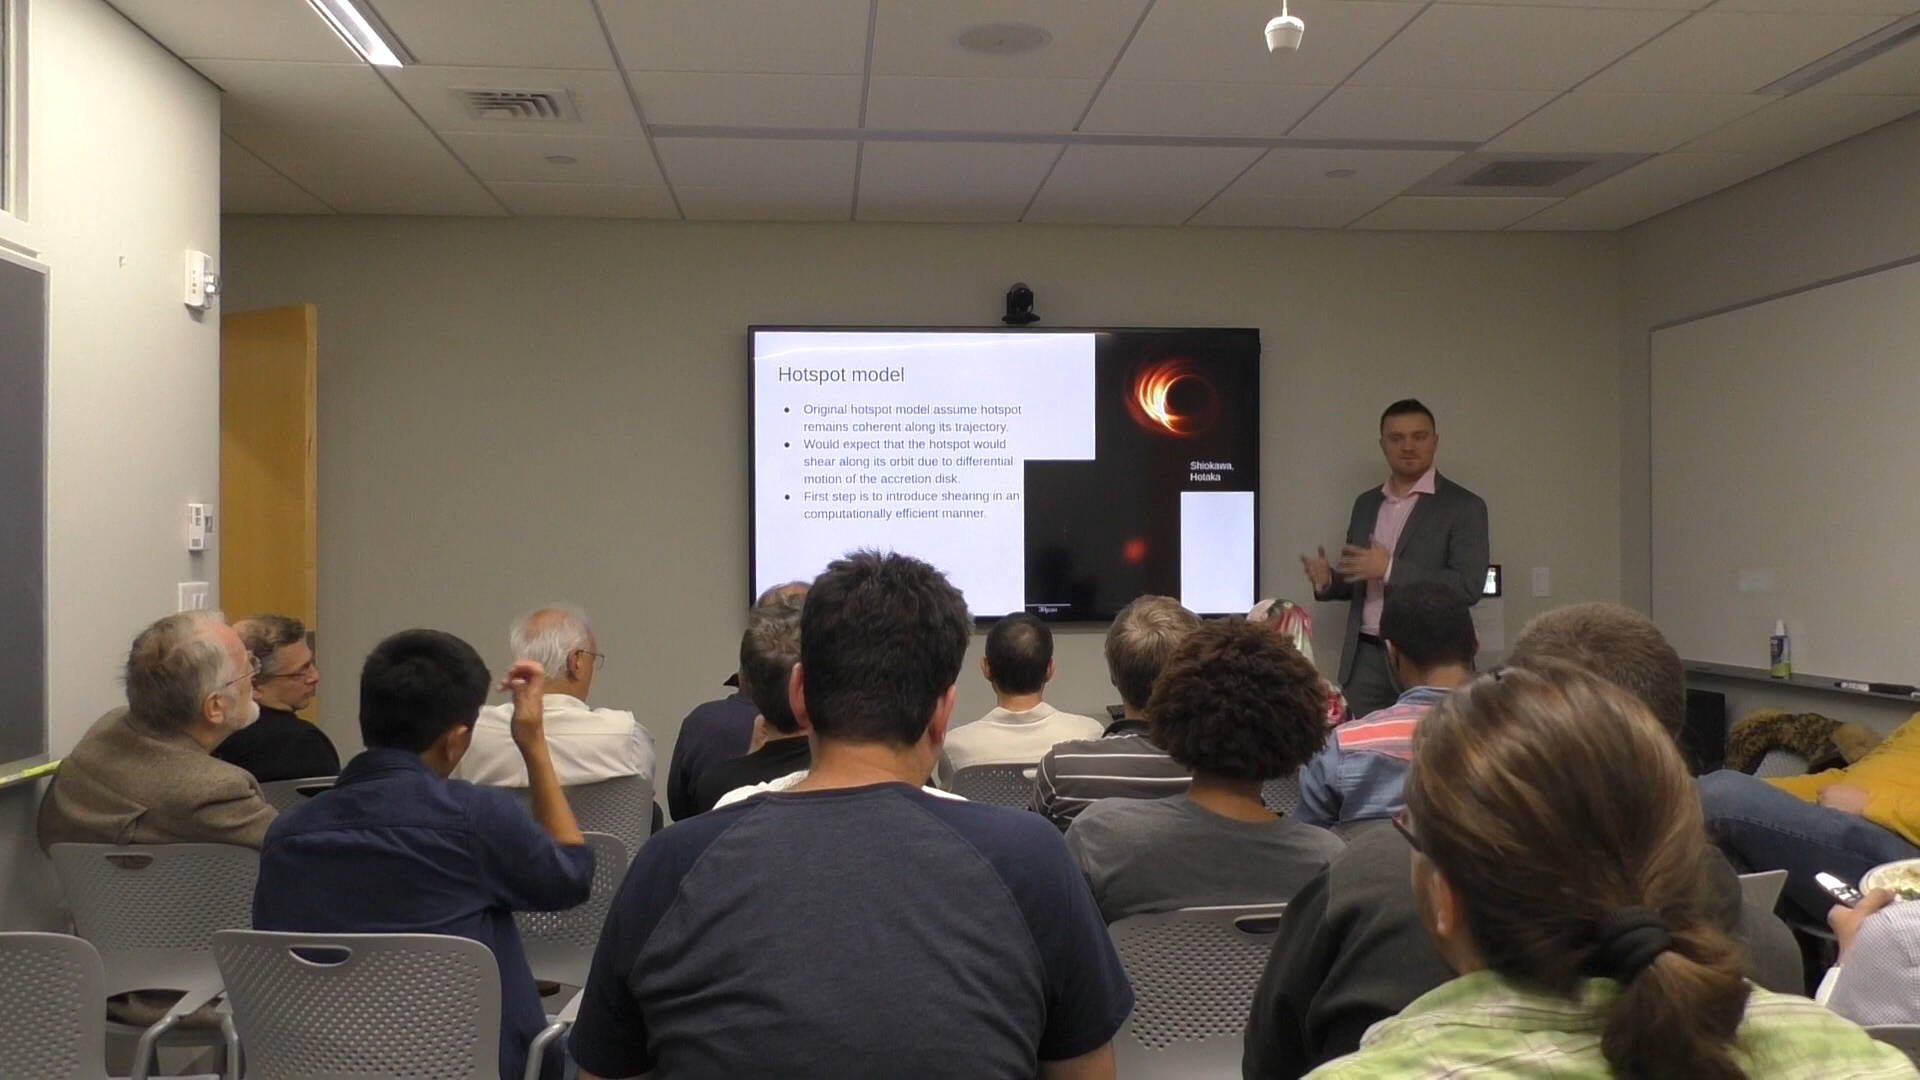 Hotspot model
● Original hotspot model assume hotspot
remains coherent along its trajectory.
● Would expect that the hotspot would
shear along its orbit due to differential
motion of the accretion disk.
● First step is to introduce shearing in an
computationally efficient manner.
Shiokawa,
Hotaka